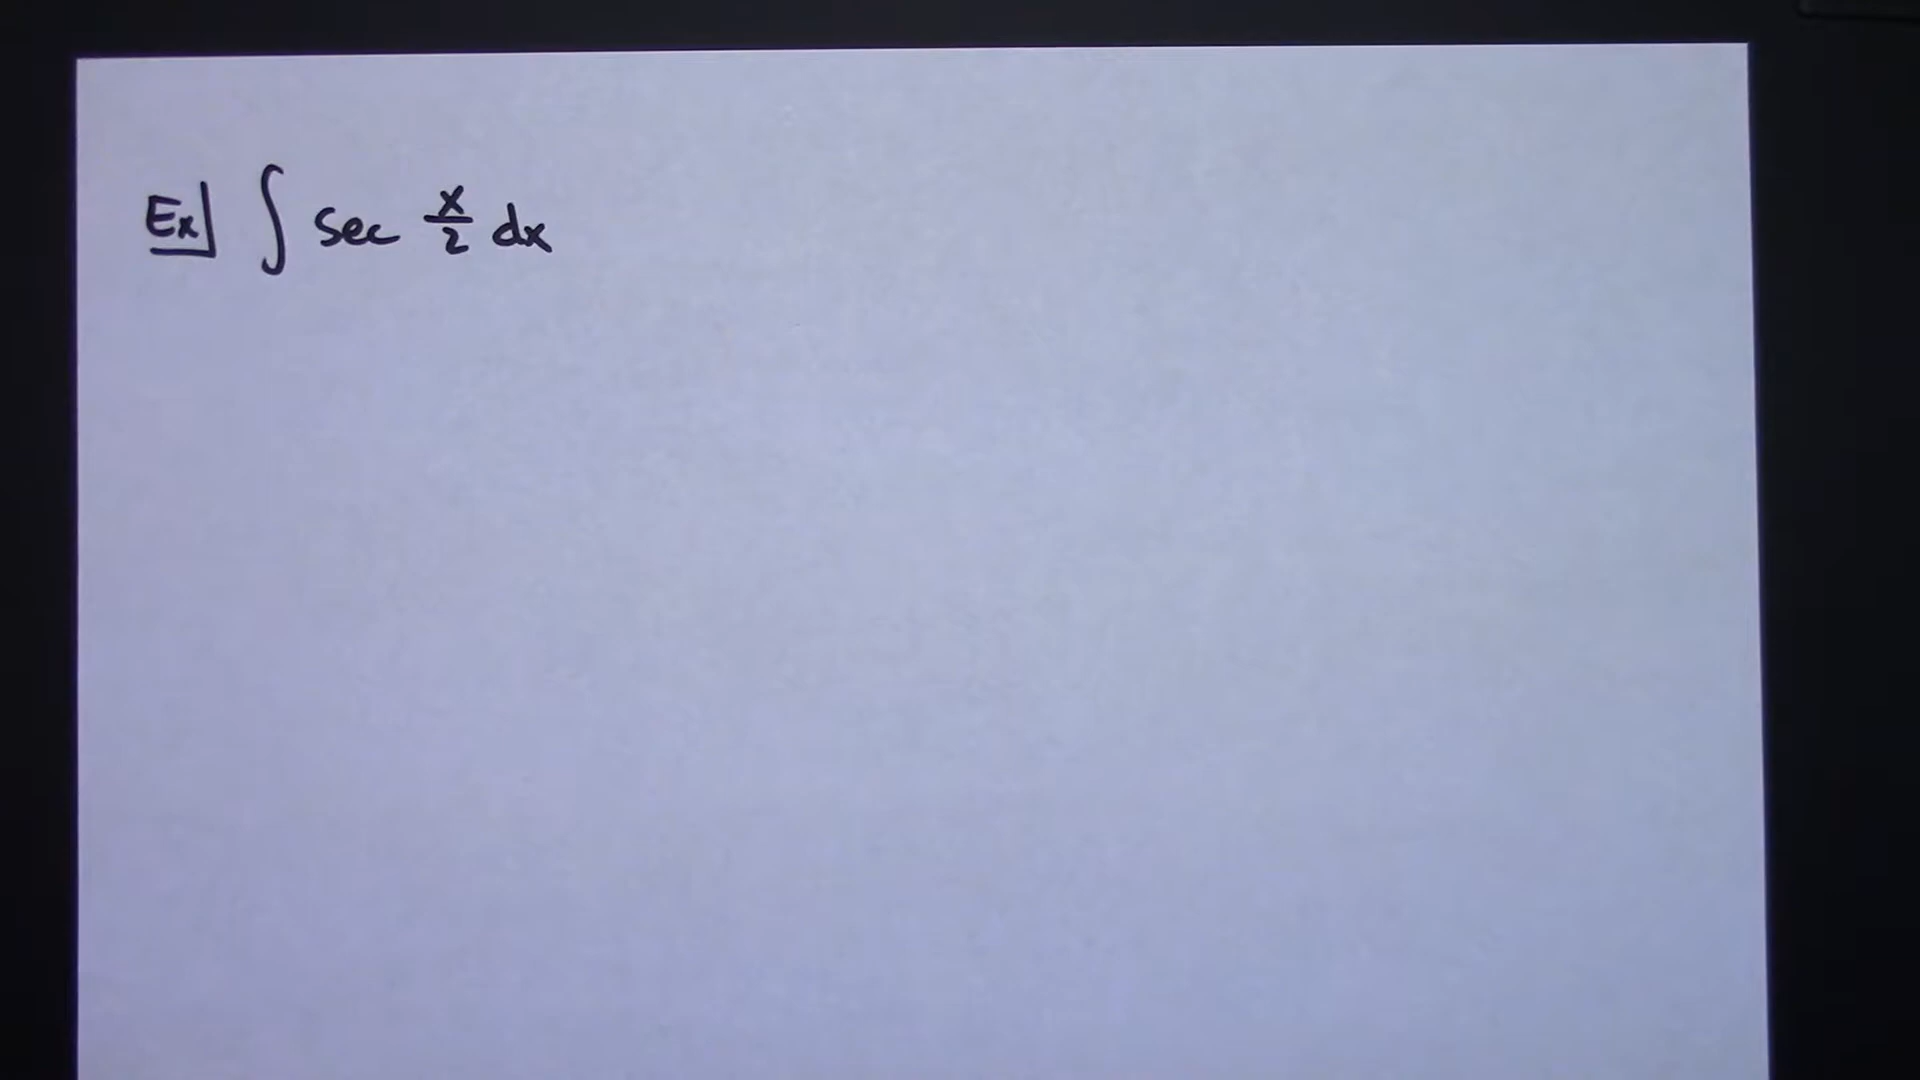 Ex ∫ sec x/2 dx